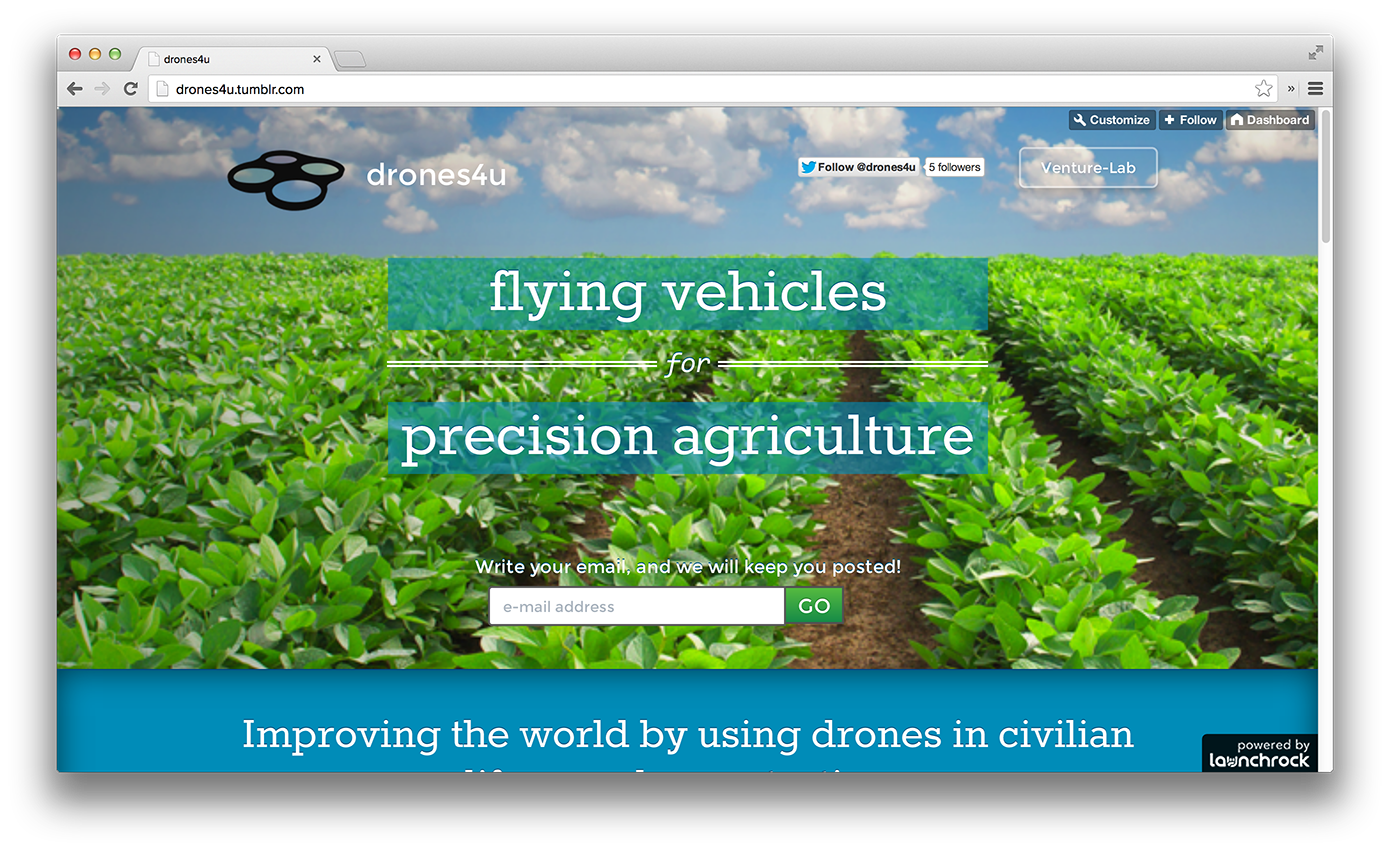 drones4u
drones4u.tumblr.com
Customize
Follow
Dashboard
drones4u
Follow @drones4u
5 followers
Venture-Lab
flying vehicles
for
precision agriculture
Write your email, and we will keep you posted!
e-mail address
GO
Improving the world by using drones in civilian
powered by
launchrock